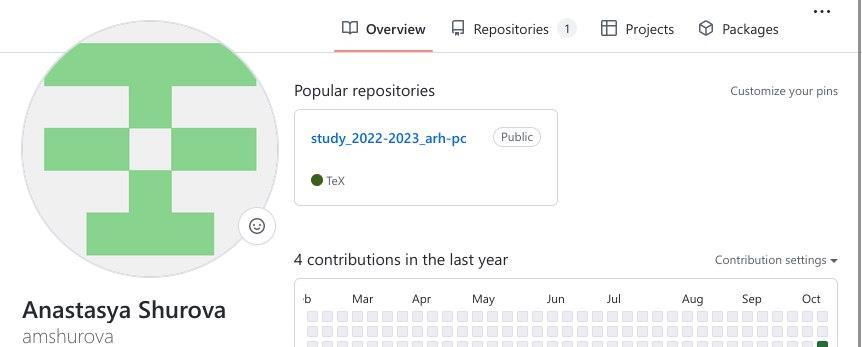 Overview Repositories 1 Projects Packages
Popular repositories Customize your pins
study_2022-2023_arh-pc Public
TeX
4 contributions in the last year Contribution settings
Mar Apr May Jun Jul Aug Sep Oct
Anastasya Shurova
amshurova